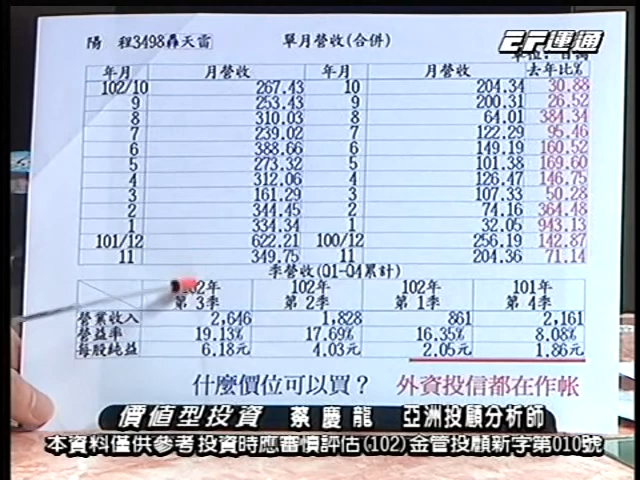 陽 程3498轟天雷 單月營收(合併)
年月 月營收 年月 月營收 去年比%
102/10 267.43 10 204.34 30.88
9 253.43 9 200.31 26.52
8 310.03 8 64.01 384.34
7 239.02 7 122.29 95.46
6 388.66 6 149.19 160.52
5 273.32 5 101.38 169.60
4 312.06 4 126.47 146.75
3 161.29 3 107.33 50.28
2 344.45 2 74.16 364.48
1 334.34 1 32.05 943.13
101/12 622.21 100/12 256.19 142.87
11 349.75 11 204.36 71.14
季營收(01-04累計)
102年 102年 102年 101年
第 3季 第 2季 第 1季 第 4季
營業收入 2,646 1,828 861 2,161
營益率 19.13% 17.69% 16.35% 8.08%
每股純益 6.18元 4.03元 2.05元 1.86元
什麼價位可以買？ 外資投信都在作帳
價值型投資 蔡慶龍 亞洲投顧分析師
本資料僅供參考投資時應審慎評估(102)金管投顧新字第010號